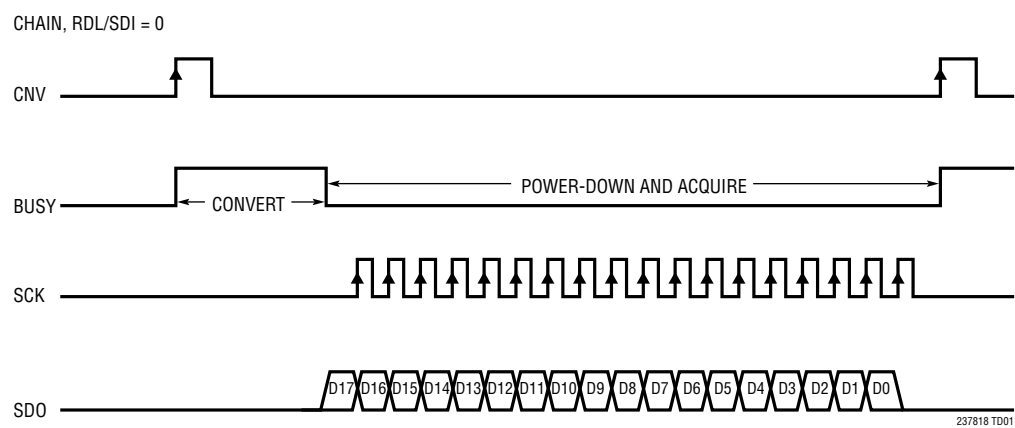 CHAIN, RDL/SDI = 0
CNV
BUSY
CONVERT
POWER-DOWN AND ACQUIRE
SCK
SDO
D17 D16 D15 D14 D13 D12 D11 D10 D9 D8 D7 D6 D5 D4 D3 D2 D1 D0
237818 TD01